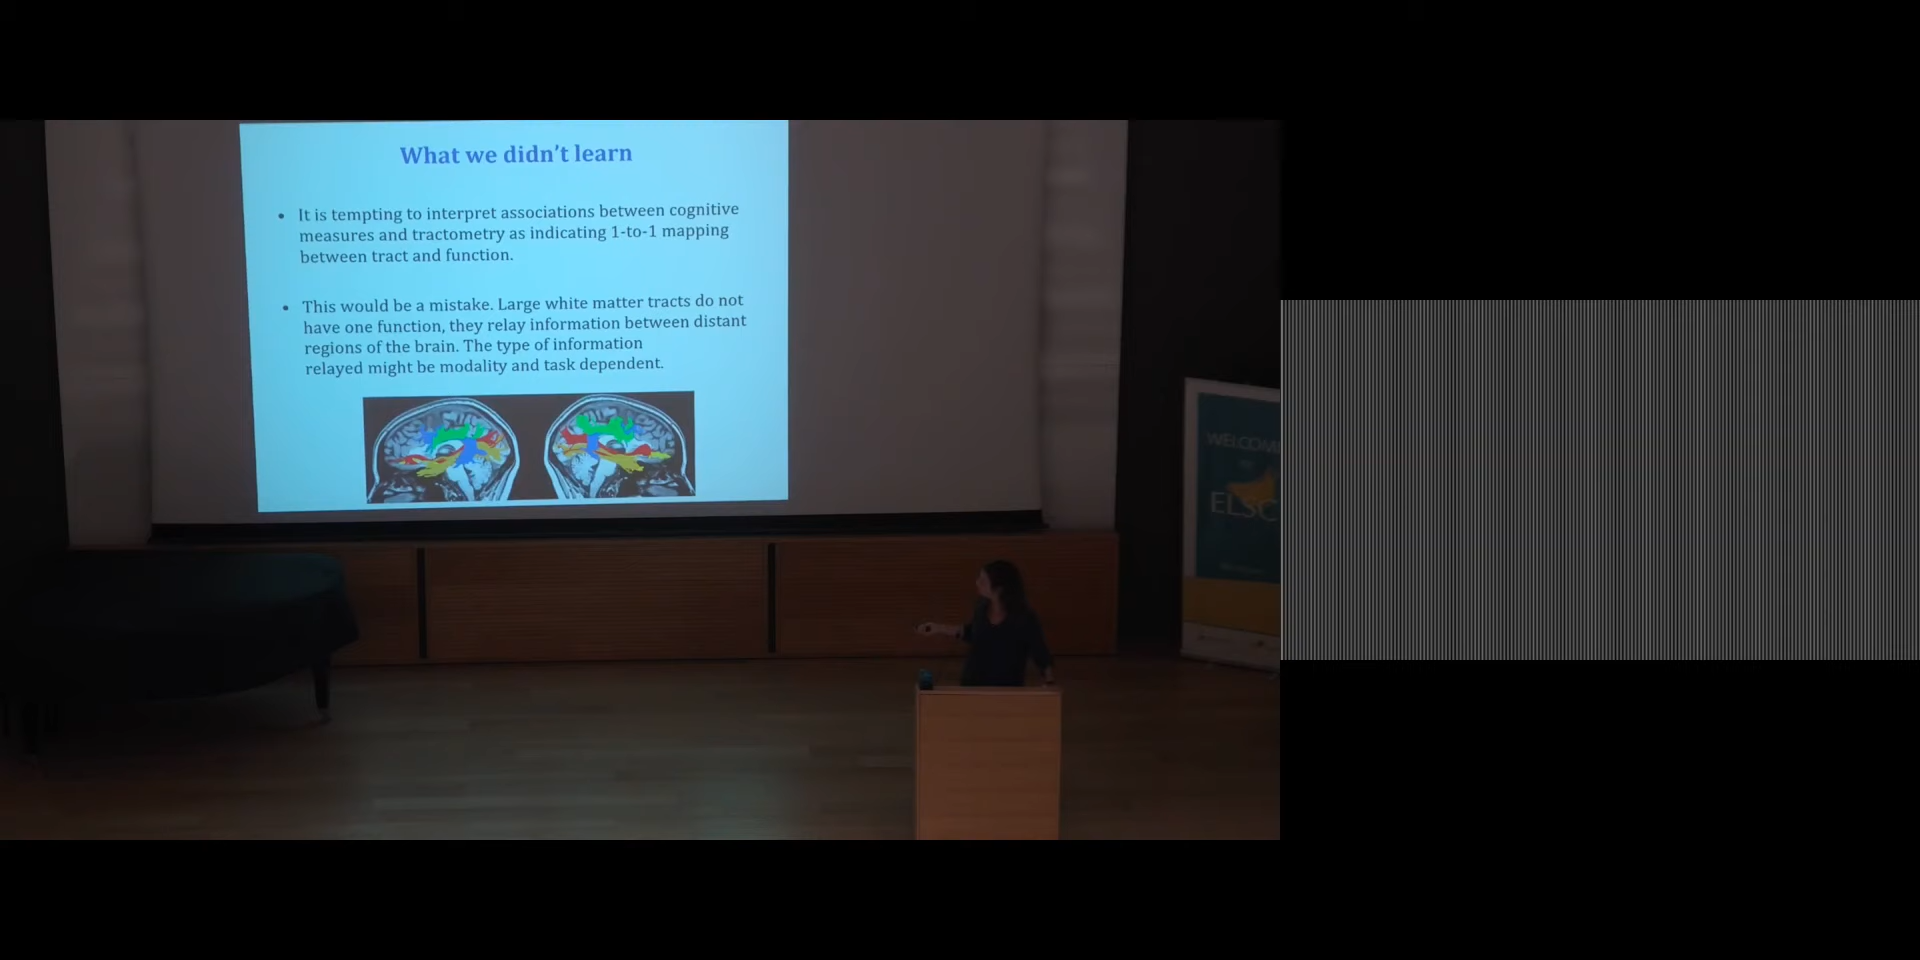 What we didn't learn
• It is tempting to interpret associations between cognitive
measures and tractometry as indicating 1-to-1 mapping
between tract and function.
• This would be a mistake. Large white matter tracts do not
have one function, they relay information between distant
regions of the brain. The type of information
relayed might be modality and task dependent.
WELCOME
ELSC